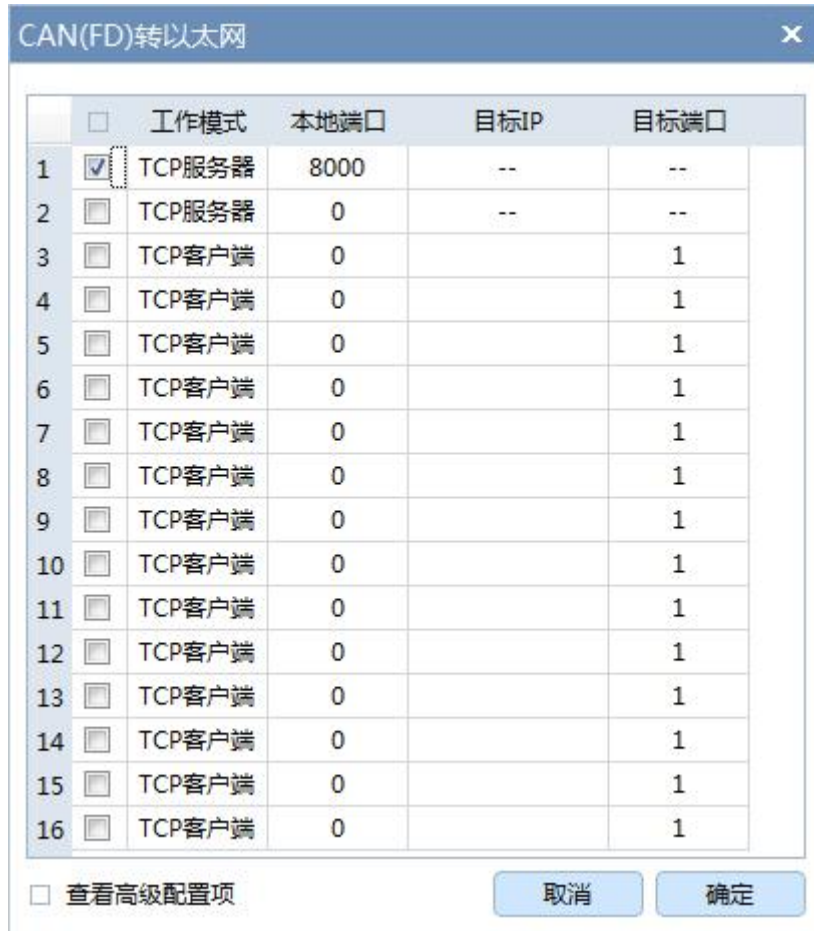 CAN(FD)转以太网
工作模式 本地端口 目标IP 目标端口
1 TCP服务器 8000 -- --
2 TCP服务器 0 -- --
3 TCP客户端 0 1
4 TCP客户端 0 1
5 TCP客户端 0 1
6 TCP客户端 0 1
7 TCP客户端 0 1
8 TCP客户端 0 1
9 TCP客户端 0 1
10 TCP客户端 0 1
11 TCP客户端 0 1
12 TCP客户端 0 1
13 TCP客户端 0 1
14 TCP客户端 0 1
15 TCP客户端 0 1
16 TCP客户端 0 1
查看高级配置项 取消 确定